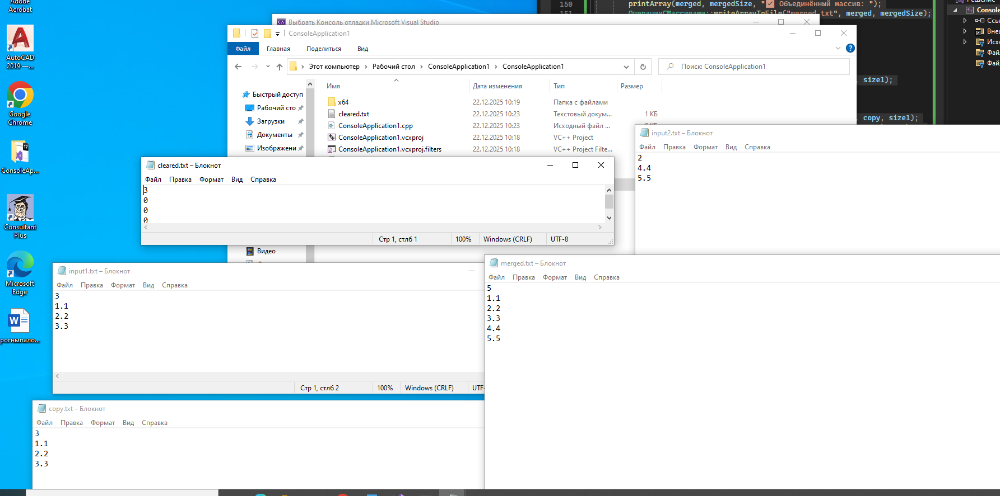 Adobe
Acrobat
AutoCAD
2019 —...
Google
Chrome
ConsoleAp...
Consultant
Plus
Microsoft
Edge
рогнмпало...
150 printArray(merged, mergedSize, "✅ Объединённый массив: ");
151 ОперацииСМассивами::writeArrayToFile("merged.txt", merged, mergedSize);
, size1);
, copy, size1);
Решение
Console
Ссы
Вне
Исх
Фай
Фай
Выбрать Консоль отладки Microsoft Visual Studio
ConsoleApplication1
Файл Главная Поделиться Вид
Этот компьютер › Рабочий стол › ConsoleApplication1 › ConsoleApplication1
Поиск: ConsoleApplication1
Имя Дата изменения Тип Размер
Быстрый доступ
Рабочий сто.
Загрузки
Документы
Изображени
Видео
x64 22.12.2025 10:19 Папка с файлами
cleared.txt 22.12.2025 10:23 Текстовый докум... 1 КБ
ConsoleApplication1.cpp 22.12.2025 10:23 Исходный файл ...
ConsoleApplication1.vcxproj 22.12.2025 10:18 VC++ Project
ConsoleApplication1.vcxproj.filters 22.12.2025 10:18 VC++ Project Filte...
input2.txt – Блокнот
Файл Правка Формат Вид Справка
2
4.4
5.5
cleared.txt – Блокнот
Файл Правка Формат Вид Справка
3
0
0
0
Стр 1, стлб 1 100% Windows (CRLF) UTF-8
input1.txt – Блокнот
Файл Правка Формат Вид Справка
3
1.1
2.2
3.3
Стр 1, стлб 2 100% Windows (CRLF) UTF-
merged.txt – Блокнот
Файл Правка Формат Вид Справка
5
1.1
2.2
3.3
4.4
5.5
copy.txt – Блокнот
Файл Правка Формат Вид Справка
3
1.1
2.2
3.3